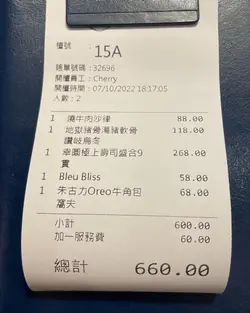 檯號 : 15A
賬單號碼 : 32696
開檯員工 : Cherry
開檯時間 : 07/10/2022 18:17:05
人數 : 2
1 燒牛肉沙律 88.00
1 地獄豬骨湯豬軟骨 118.00
讚岐烏冬
1 幸圍極上壽司盛合9 268.00
貫
1 Bleu Bliss 58.00
1 朱古力Oreo牛角包 68.00
窩夫
小計 600.00
加一服務費 60.00
總計 660.00